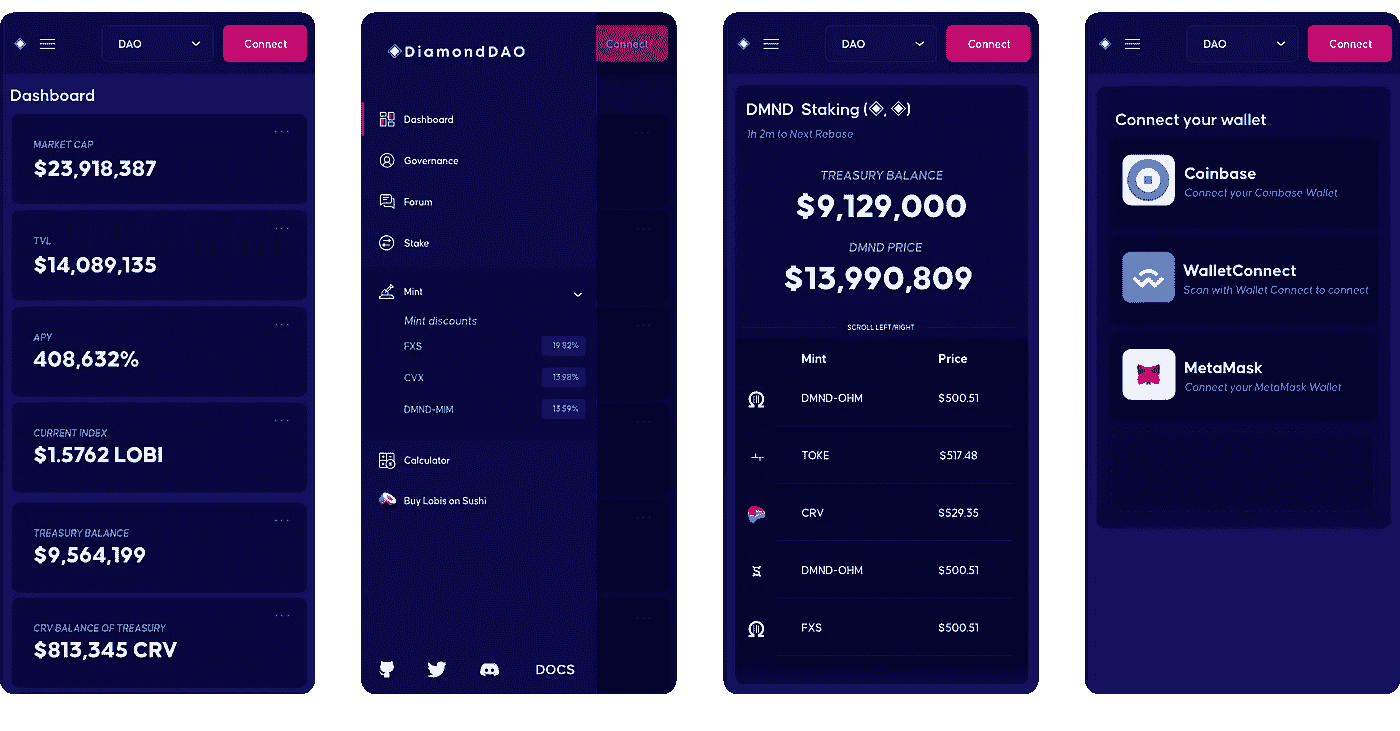 DAO
Connect
Dashboard
MARKET CAP
$23,918,387
TVL
$14,089,135
APY
408,632%
CURRENT INDEX
$1.5762 LOBI
TREASURY BALANCE
$9,564,199
CRV BALANCE OF TREASURY
$813,345 CRV
DiamondDAO
Connect
Dashboard
Governance
Forum
Stake
Mint
Mint discounts
FXS 19.82%
CVX 13.98%
DMND-MIM 13.59%
Calculator
Buy Lobis on Sushi
DOCS
DAO
Connect
DMND Staking (◈, ◈)
1h 2m to Next Rebase
TREASURY BALANCE
$9,129,000
DMND PRICE
$13,990,809
SCROLL LEFT/RIGHT
Mint Price
DMND-OHM $500.51
TOKE $517.48
CRV $529.35
DMND-OHM $500.51
FXS $500.51
DAO
Connect
Connect your wallet
Coinbase
Connect your Coinbase Wallet
WalletConnect
Scan with Wallet Connect to connect
MetaMask
Connect your MetaMask Wallet